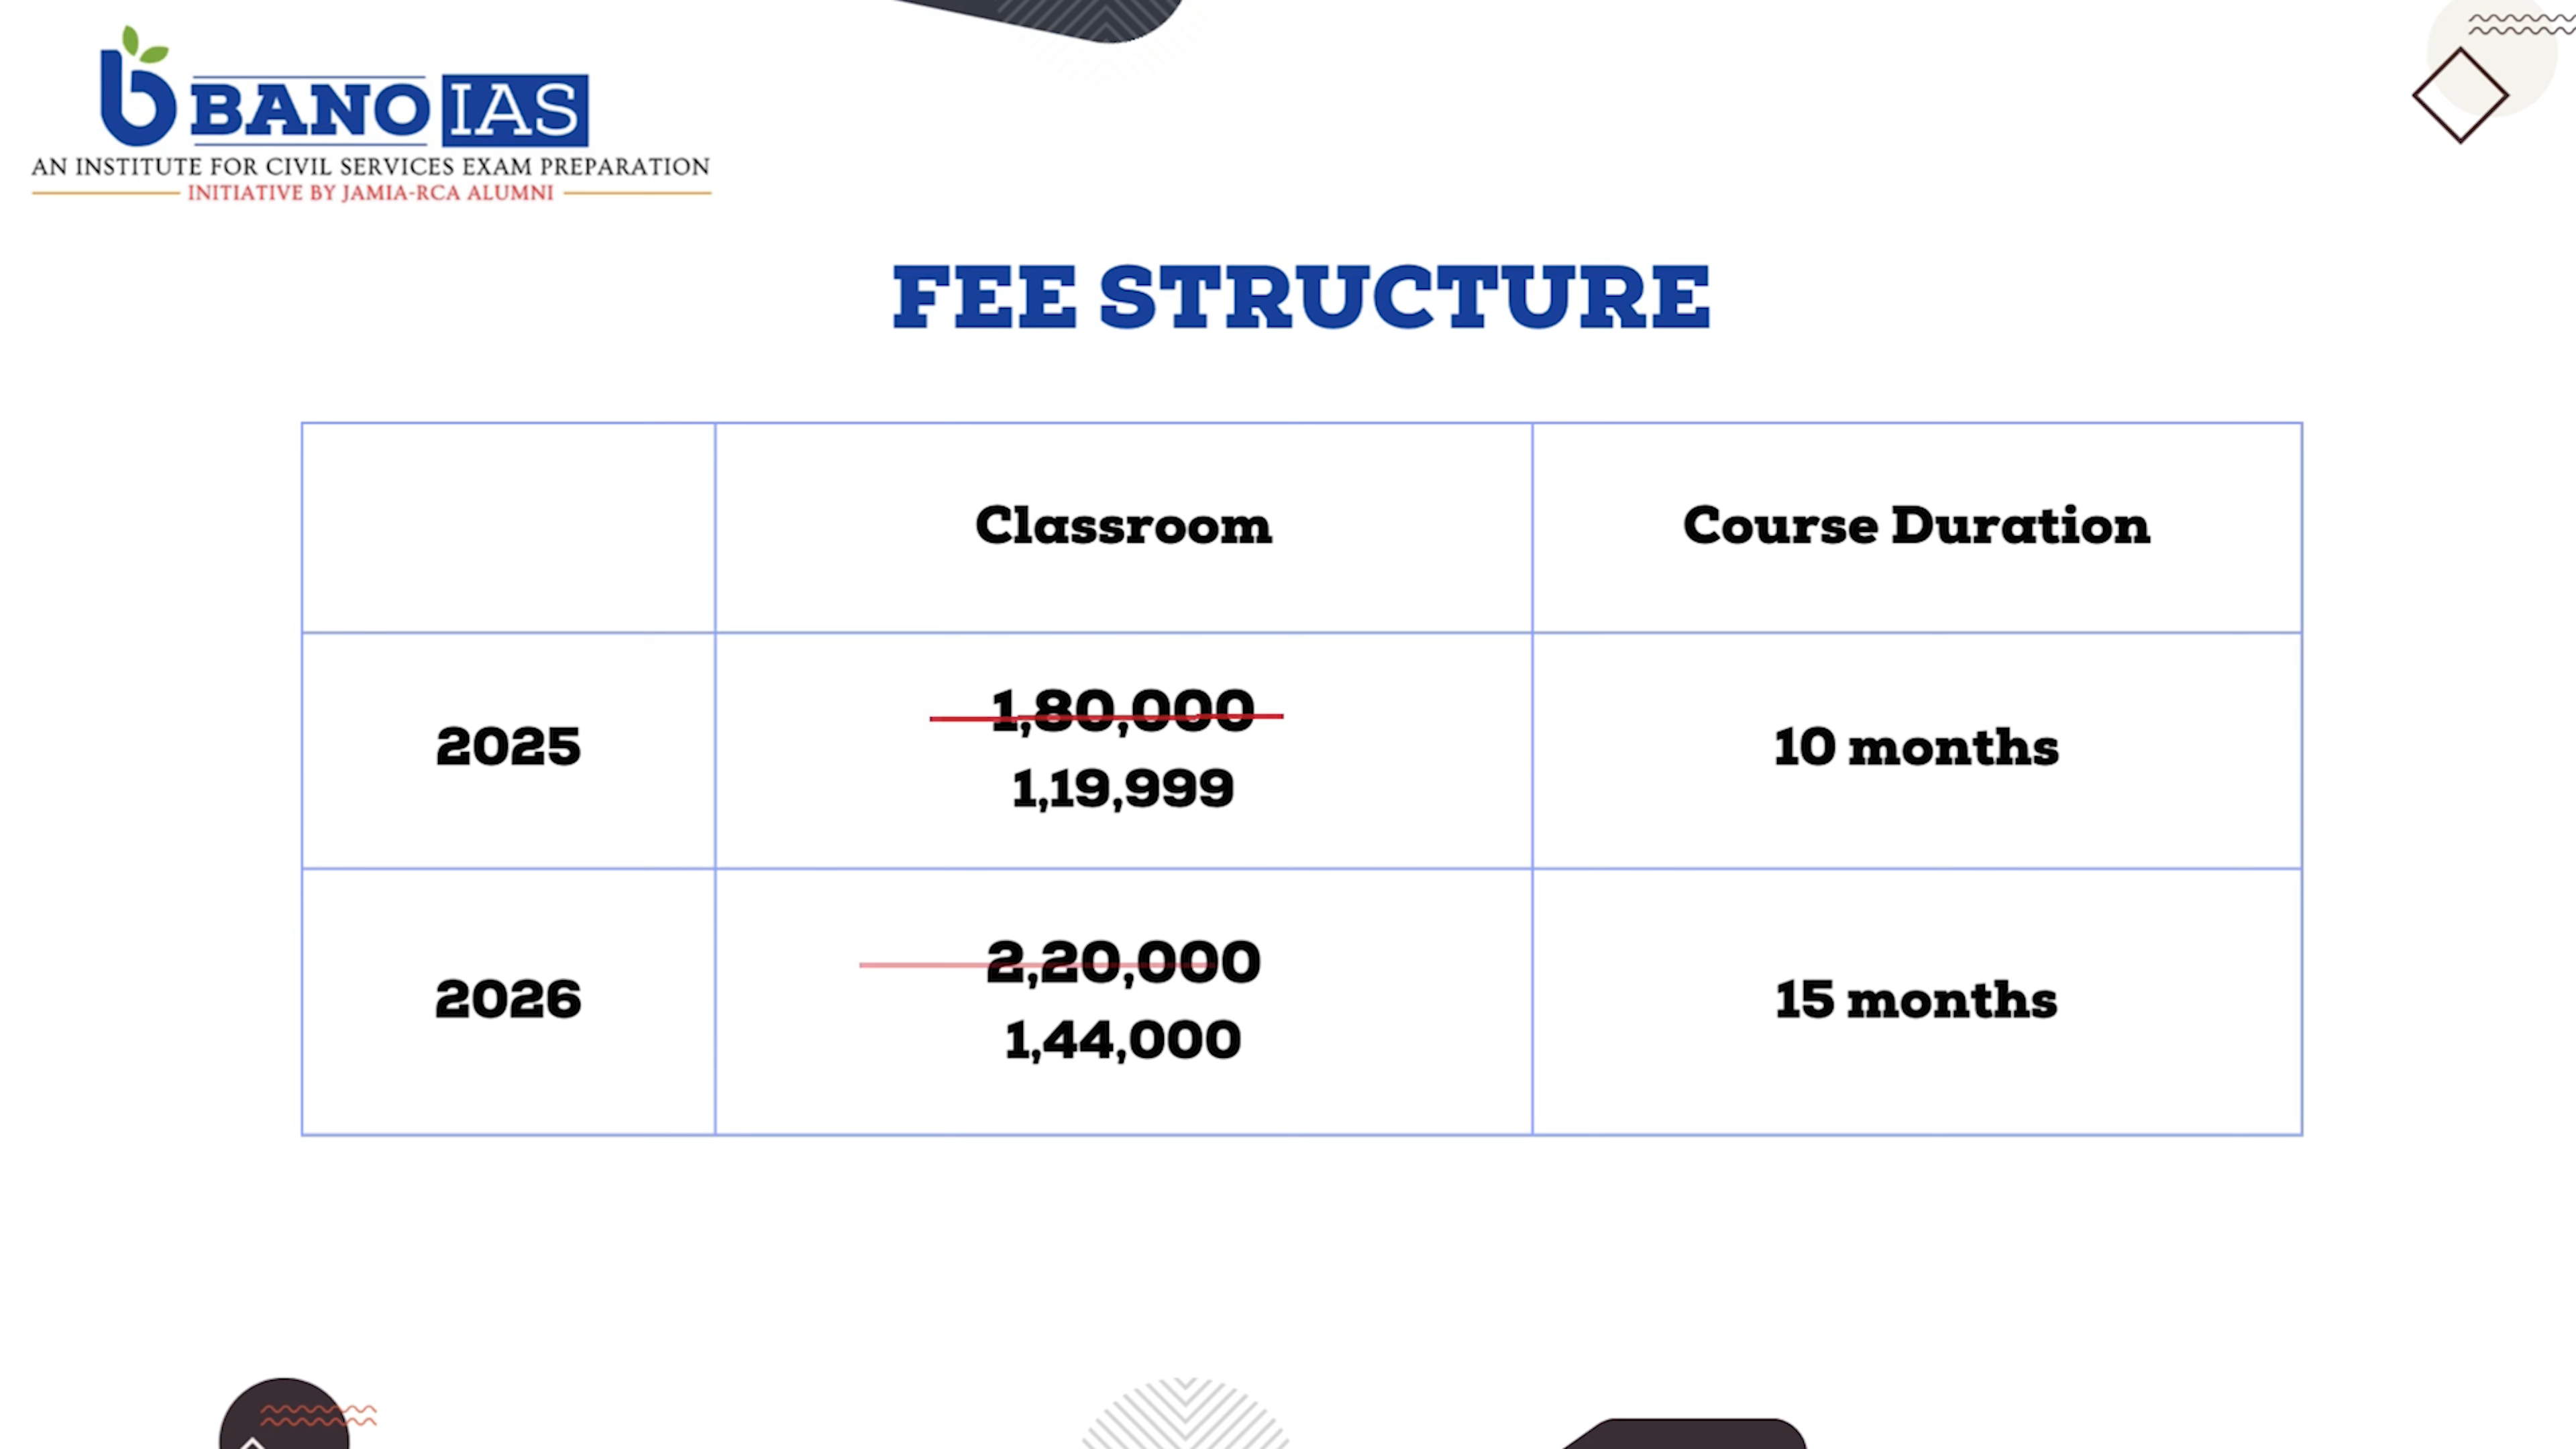 BANO IAS
AN INSTITUTE FOR CIVIL SERVICES EXAM PREPARATION
INITIATIVE BY JAMIA-RCA ALUMNI
FEE STRUCTURE
Classroom
Course Duration
2025
1,80,000
1,19,999
10 months
2026
2,20,000
1,44,000
15 months